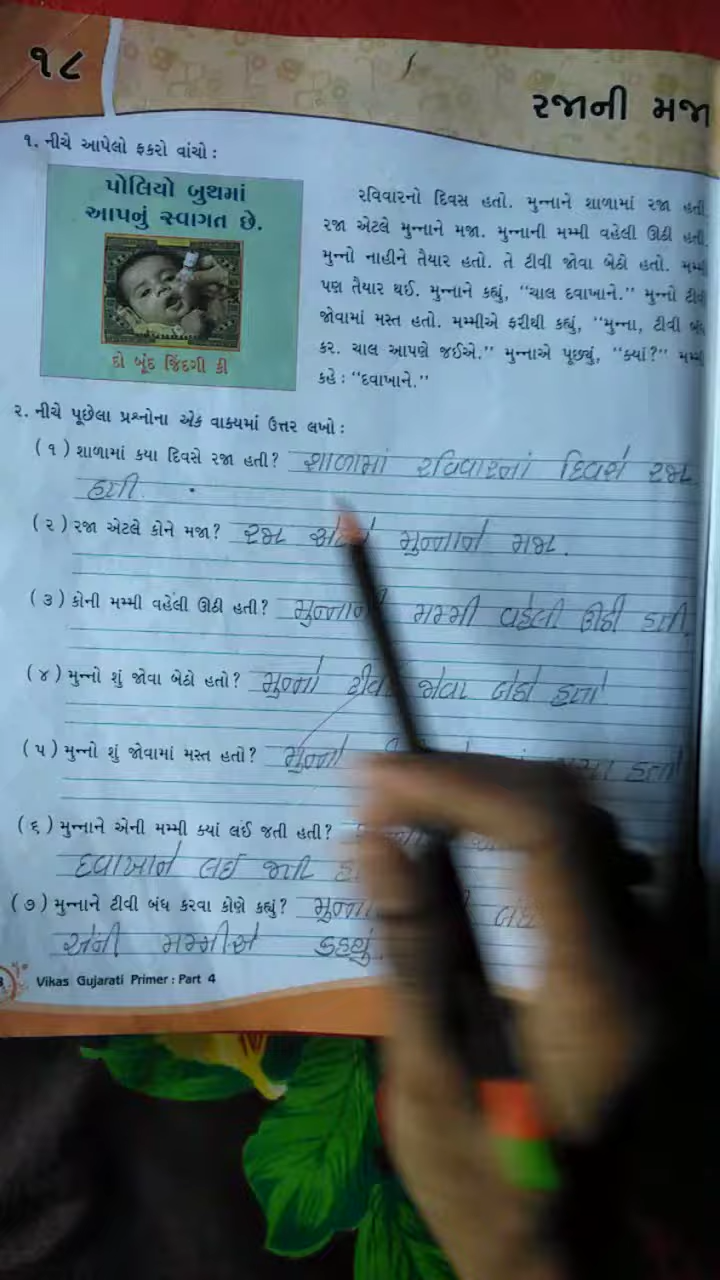 ૧૮
રજાની મજા
૧. નીચે આપેલો ફકરો વાંચો :
પોલિયો બુથમાં
આપનું સ્વાગત છે.
દો બૂંદ જિંદગી કી
રવિવારનો દિવસ હતો. મુન્નાને શાળામાં રજા હતી.
રજા એટલે મુન્નાને મજા. મુન્નાની મમ્મી વહેલી ઊઠી હતી.
મુન્નો નાહીને તૈયાર હતો. તે ટીવી જોવા બેઠો હતો. મમ્મી
પણ તૈયાર થઈ. મુન્નાને કહ્યું, “ચાલ દવાખાને.” મુન્નો ટીવી
જોવામાં મસ્ત હતો. મમ્મીએ ફરીથી કહ્યું, “મુન્ના, ટીવી બંધ
કર. ચાલ આપણે જઈએ.” મુન્નાએ પૂછ્યું, “ક્યાં?” મમ્મી
કહે : “દવાખાને.”
૨. નીચે પૂછેલા પ્રશ્નોના એક વાક્યમાં ઉત્તર લખો :
(૧) શાળામાં કયા દિવસે રજા હતી? શાળામાં રવિવારનાં દિવસે રજા
હતી.
(૨) રજા એટલે કોને મજા? રજા એટલે મુન્નાને મજા.
(૩) કોની મમ્મી વહેલી ઊઠી હતી? મુન્નાની મમ્મી વહેલી ઊઠી હતી.
(૪) મુન્નો શું જોવા બેઠો હતો? મુન્નો ટીવી જોવા બેઠો હતો
(૫) મુન્નો શું જોવામાં મસ્ત હતો? મુન્નો હતો
(૬) મુન્નાને એની મમ્મી ક્યાં લઈ જતી હતી?
દવાખાને લઈ જતી
(૭) મુન્નાને ટીવી બંધ કરવા કોણે કહ્યું? બંધ
એની મમ્મીએ કહ્યું.
Vikas Gujarati Primer : Part 4